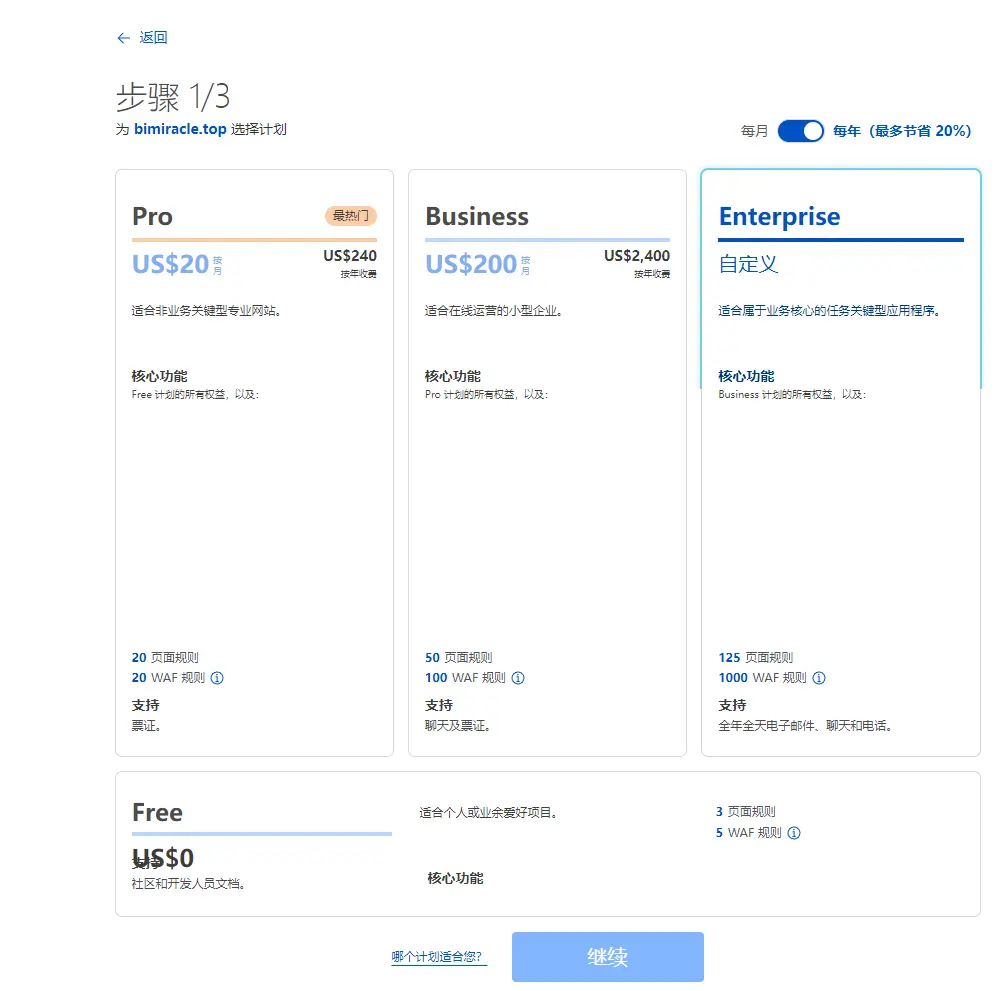 返回
步骤 1/3
为 bimiracle.top 选择计划
每月 每年（最多节省 20%）
Pro 最热门
US$20 按月 US$240
按年收费
适合非业务关键型专业网站。
核心功能
Free 计划的所有权益，以及：
20 页面规则
20 WAF 规则
支持
票证。
Business
US$200 按月 US$2,400
按年收费
适合在线运营的小型企业。
核心功能
Pro 计划的所有权益，以及：
50 页面规则
100 WAF 规则
支持
聊天及票证。
Enterprise
自定义
适合属于业务核心的任务关键型应用程序。
核心功能
Business 计划的所有权益，以及：
125 页面规则
1000 WAF 规则
支持
全年全天电子邮件、聊天和电话。
Free
US$0
支持
社区和开发人员文档。
适合个人或业余爱好项目。
核心功能
3 页面规则
5 WAF 规则
哪个计划适合您？
继续